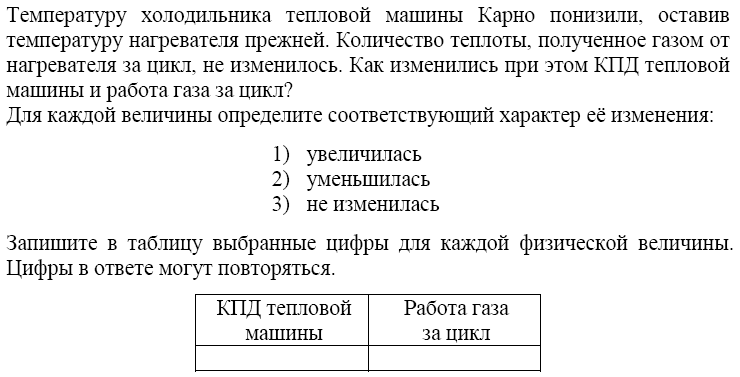 Температуру холодильника тепловой машины Карно понизили, оставив
температуру нагревателя прежней. Количество теплоты, полученное газом от
нагревателя за цикл, не изменилось. Как изменились при этом КПД тепловой
машины и работа газа за цикл?
Для каждой величины определите соответствующий характер её изменения:
1) увеличилась
2) уменьшилась
3) не изменилась
Запишите в таблицу выбранные цифры для каждой физической величины.
Цифры в ответе могут повторяться.
КПД тепловой
машины
Работа газа
за цикл